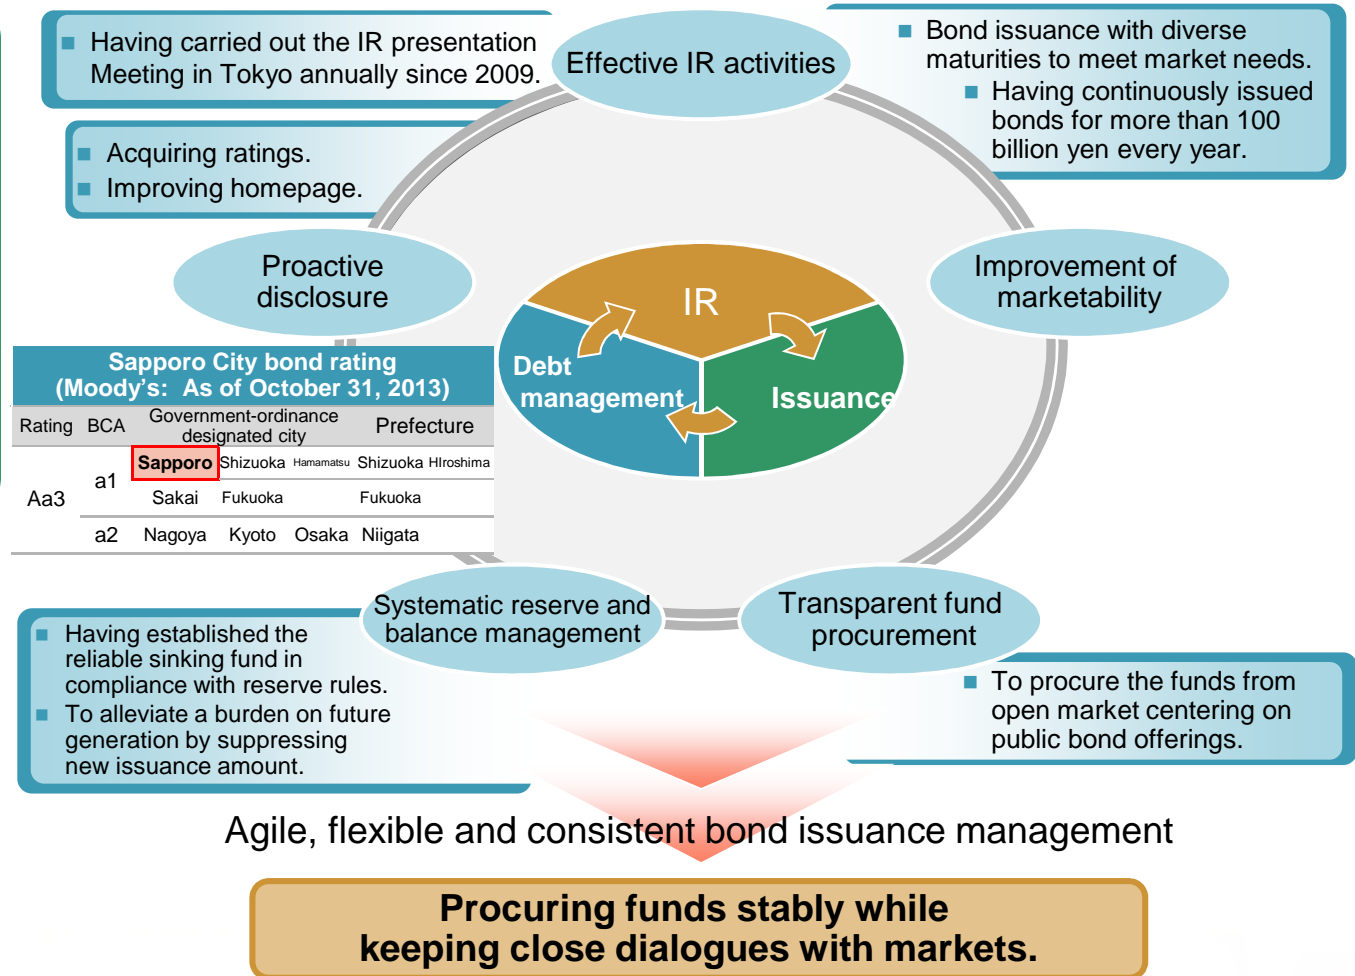 Having carried out the IR presentation
Meeting in Tokyo annually since 2009.
Effective IR activities
Bond issuance with diverse
maturities to meet market needs.
Having continuously issued
bonds for more than 100
billion yen every year.
Acquiring ratings.
Improving homepage.
Proactive
disclosure
Improvement of
marketability
IR
Debt
management
Issuance
Sapporo City bond rating
(Moody's: As of October 31, 2013)
Rating BCA Government-ordinance
designated city Prefecture
Aa3 a1 Sapporo Shizuoka Hamamatsu Shizuoka HIroshima
Sakai Fukuoka Fukuoka
a2 Nagoya Kyoto Osaka Niigata
Systematic reserve and
balance management
Transparent fund
procurement
Having established the
reliable sinking fund in
compliance with reserve rules.
To alleviate a burden on future
generation by suppressing
new issuance amount.
To procure the funds from
open market centering on
public bond offerings.
Agile, flexible and consistent bond issuance management
Procuring funds stably while
keeping close dialogues with markets.